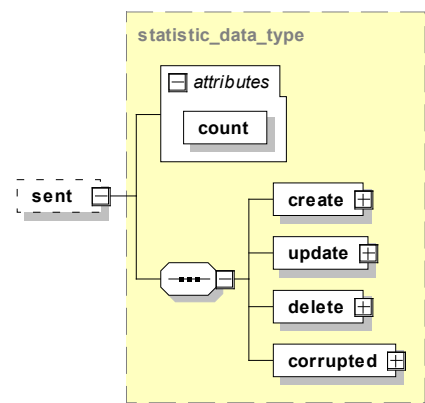 statistic_data_type
attributes
count
sent
create
update
delete
corrupted